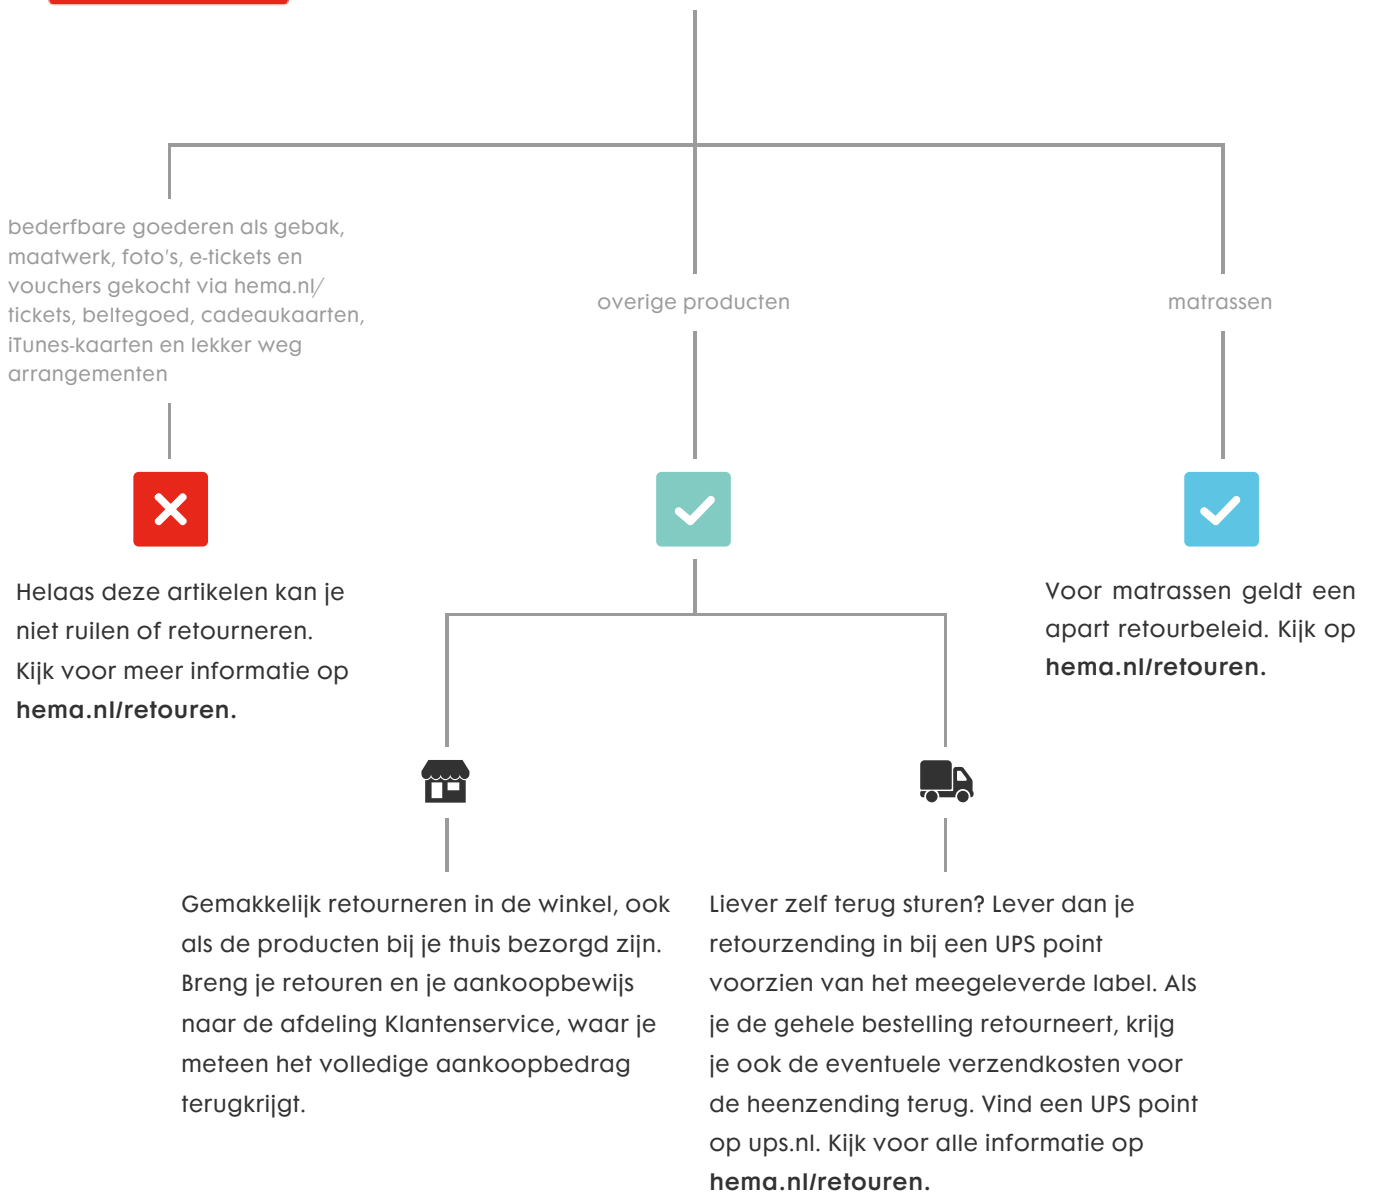 bederfbare goederen als gebak,
maatwerk, foto's, e-tickets en
vouchers gekocht via hema.nl/
tickets, beltegoed, cadeaukaarten,
iTunes-kaarten en lekker weg
arrangementen
overige producten
matrassen
Helaas deze artikelen kan je
niet ruilen of retourneren.
Kijk voor meer informatie op
hema.nl/retouren.
Voor matrassen geldt een
apart retourbeleid. Kijk op
hema.nl/retouren.
Gemakkelijk retourneren in de winkel, ook
als de producten bij je thuis bezorgd zijn.
Breng je retouren en je aankoopbewijs
naar de afdeling Klantenservice, waar je
meteen het volledige aankoopbedrag
terugkrijgt.
Liever zelf terug sturen? Lever dan je
retourzending in bij een UPS point
voorzien van het meegeleverde label. Als
je de gehele bestelling retourneert, krijg
je ook de eventuele verzendkosten voor
de heenzending terug. Vind een UPS point
op ups.nl. Kijk voor alle informatie op
hema.nl/retouren.